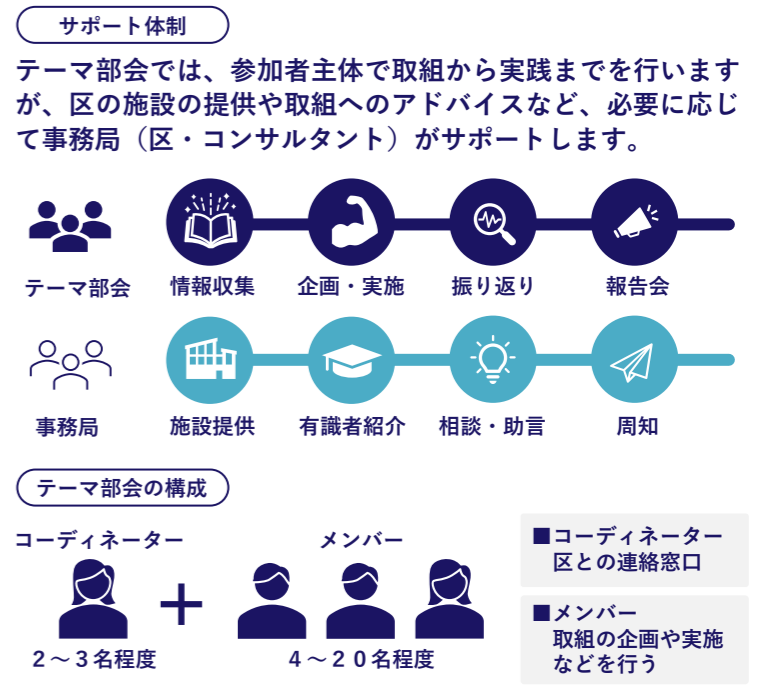 サポート体制
テーマ部会では、参加者主体で取組から実践までを行います
が、区の施設の提供や取組へのアドバイスなど、必要に応じ
て事務局（区・コンサルタント）がサポートします。
テーマ部会
情報収集
企画・実施
振り返り
報告会
事務局
施設提供
有識者紹介
相談・助言
周知
テーマ部会の構成
コーディネーター
メンバー
２～３名程度
４～２０名程度
■コーディネーター
区との連絡窓口
■メンバー
取組の企画や実施
などを行う